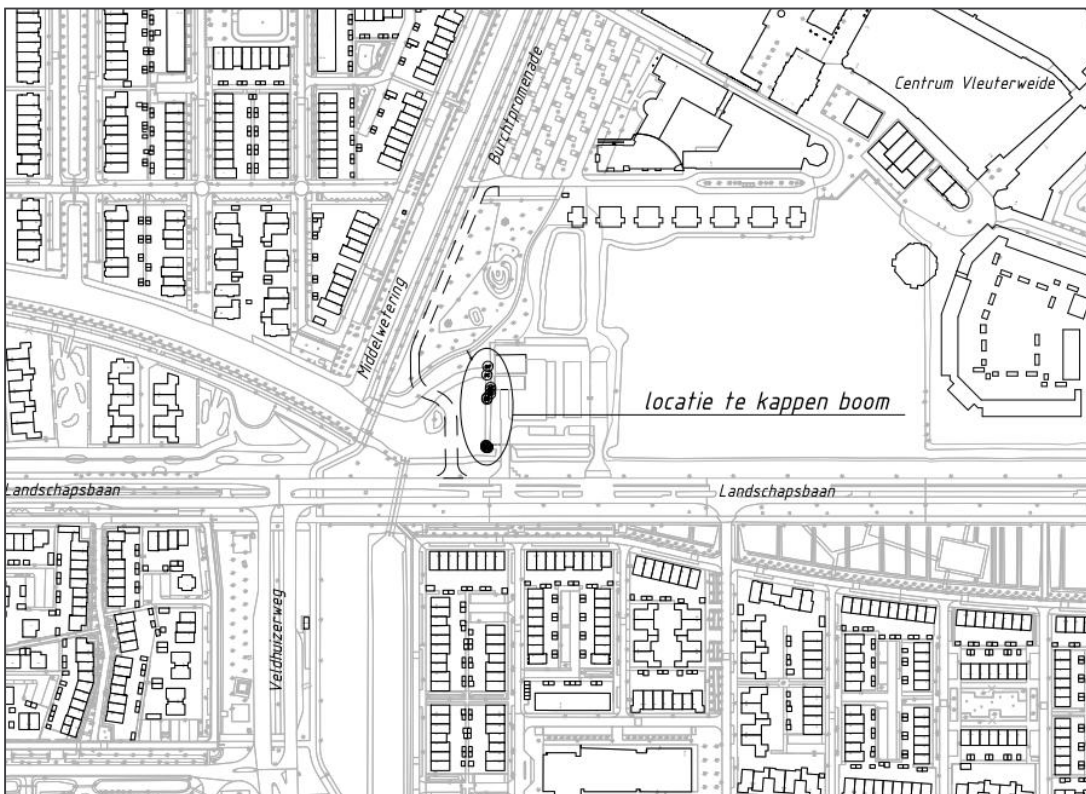 Centrum Vleuterweide
Burchtpromenade
Middelwetering
locatie te kappen boom
Landschapsbaan
Landschapsbaan
Veldhuizerweg